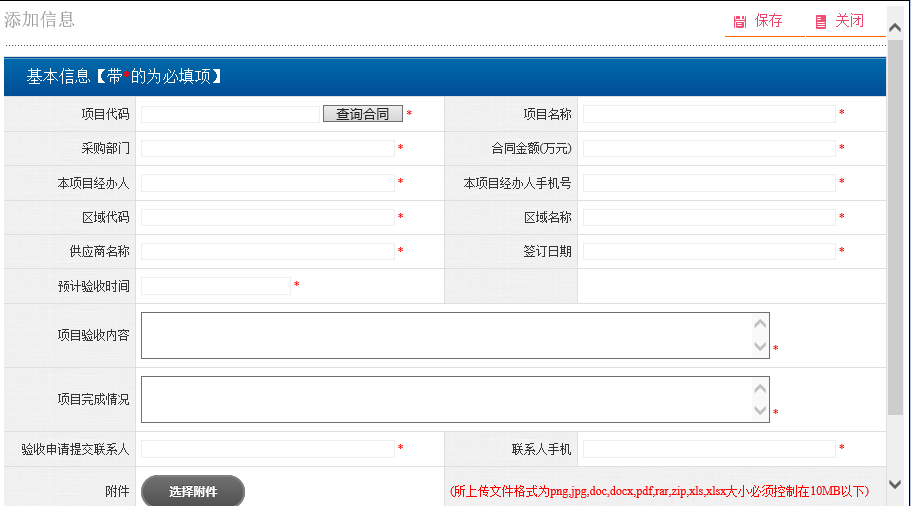 添加信息 保存 关闭
基本信息【带*的为必填项】
项目代码 查询合同 * 项目名称 *
采购部门 * 合同金额(万元) *
本项目经办人 * 本项目经办人手机号 *
区域代码 * 区域名称 *
供应商名称 * 签订日期 *
预计验收时间 *
项目验收内容 *
项目完成情况 *
验收申请提交联系人 * 联系人手机 *
附件 选择附件 (所上传文件格式为png,jpg,doc,docx,pdf,rar,zip,xls,xlsx大小必须控制在10MB以下)